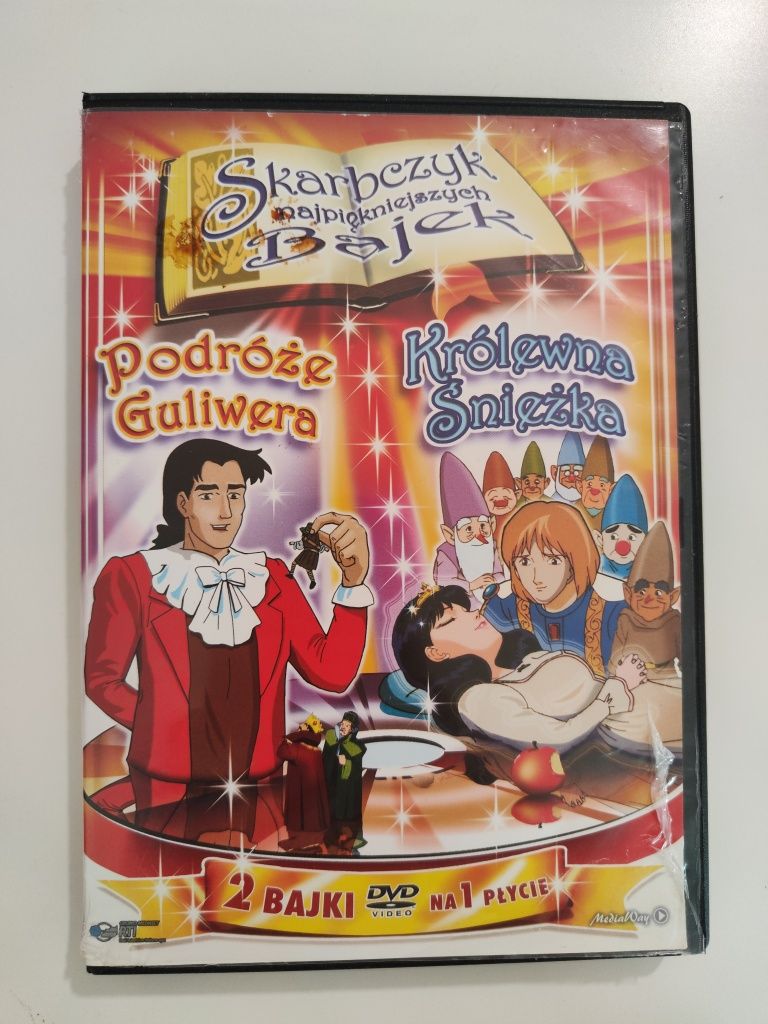 Skarbczyk
najpiękniejszych
Bajek
Podróże
Guliwera
Królewna
Śnieżka
2 BAJKI DVD VIDEO NA 1 PŁYCIE
MediaWay